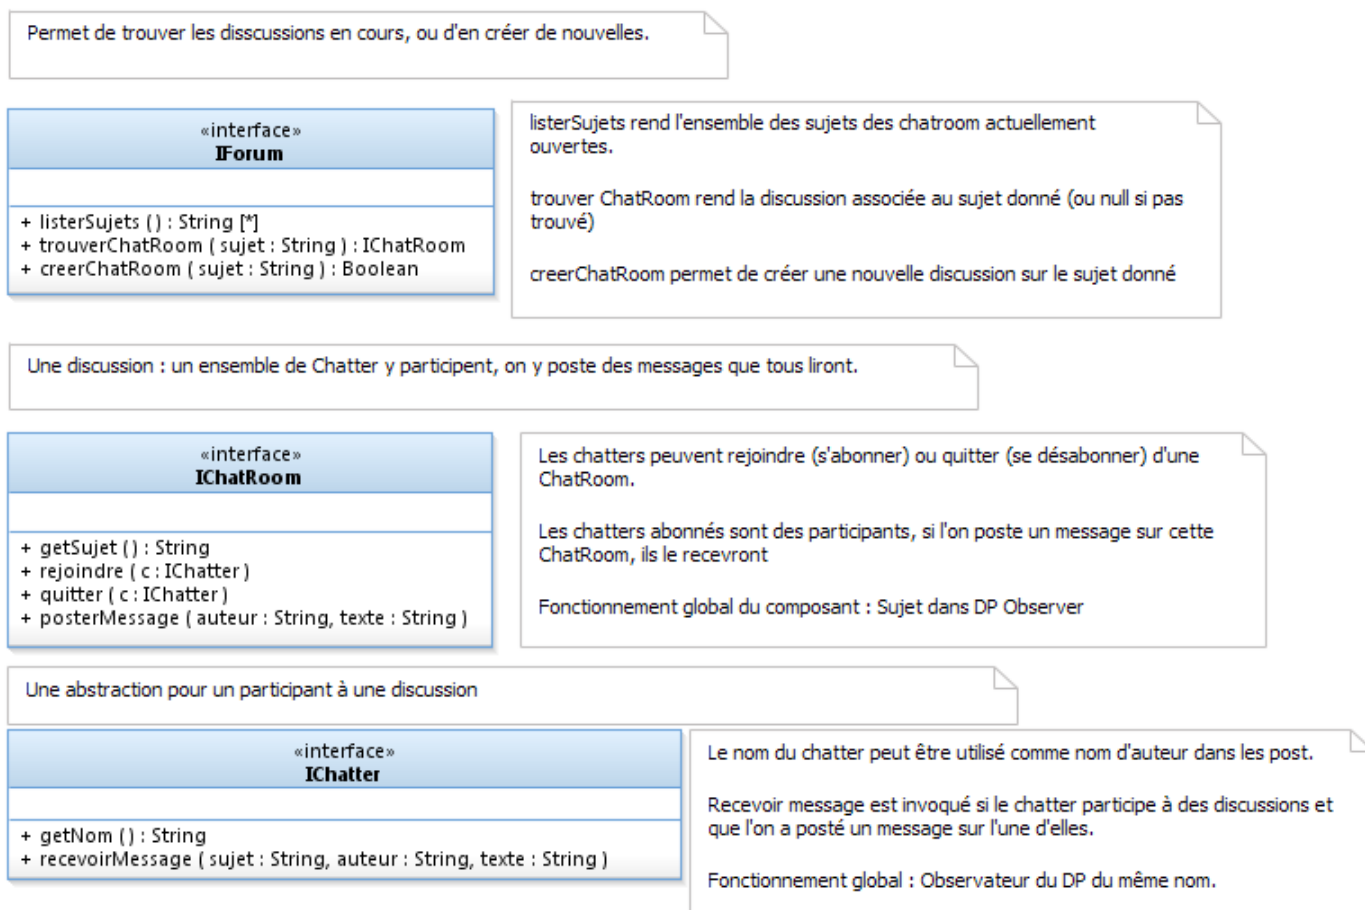 Permet de trouver les disscussions en cours, ou d'en créer de nouvelles.
«interface»
IForum
+ listerSujets () : String [*]
+ trouverChatRoom ( sujet : String ) : IChatRoom
+ creerChatRoom ( sujet : String ) : Boolean
listerSujets rend l'ensemble des sujets des chatroom actuellement
ouvertes.
trouver ChatRoom rend la discussion associée au sujet donné (ou null si pas
trouvé)
creerChatRoom permet de créer une nouvelle discussion sur le sujet donné
Une discussion : un ensemble de Chatter y participent, on y poste des messages que tous liront.
«interface»
IChatRoom
+ getSujet () : String
+ rejoindre ( c : IChatter )
+ quitter ( c : IChatter )
+ posterMessage ( auteur : String, texte : String )
Les chatters peuvent rejoindre (s'abonner) ou quitter (se désabonner) d'une
ChatRoom.
Les chatters abonnés sont des participants, si l'on poste un message sur cette
ChatRoom, ils le recevront
Fonctionnement global du composant : Sujet dans DP Observer
Une abstraction pour un participant à une discussion
«interface»
IChatter
+ getNom () : String
+ recevoirMessage ( sujet : String, auteur : String, texte : String )
Le nom du chatter peut être utilisé comme nom d'auteur dans les post.
Recevoir message est invoqué si le chatter participe à des discussions et
que l'on a posté un message sur l'une d'elles.
Fonctionnement global : Observateur du DP du même nom.